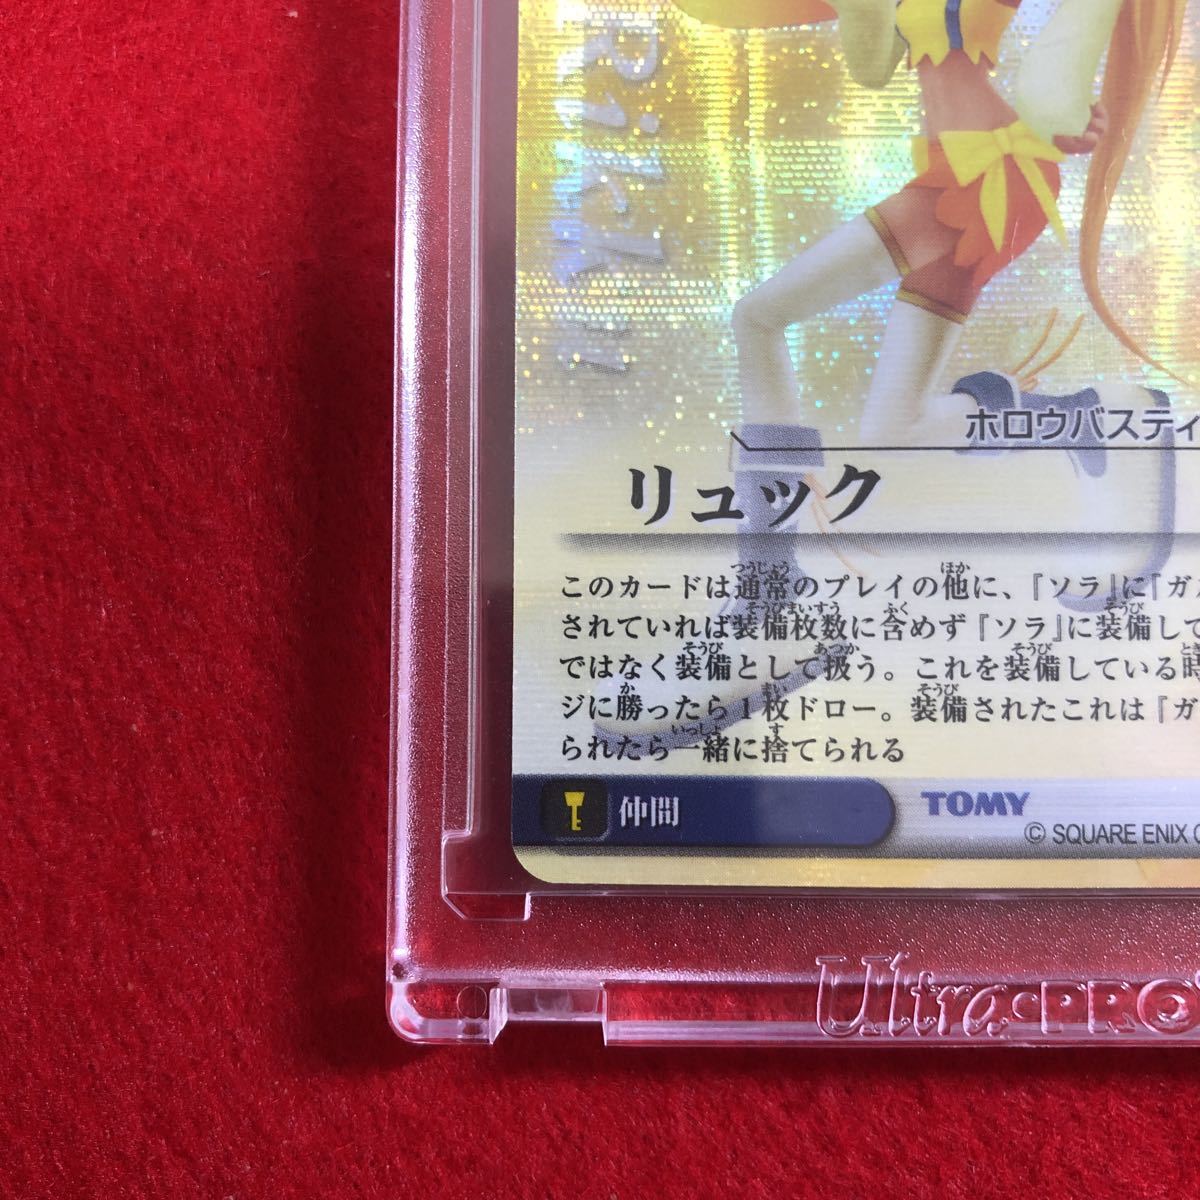 Rikku
ホロウバスティ
リュック
このカードは通常のプレイの他に、『ソラ』に『ガ
されていれば装備枚数に含めず『ソラ』に装備して
ではなく装備として扱う。これを装備している時
ジに勝ったら1枚ドロー。装備されたこれは『ガ
られたら一緒に捨てられる
仲間
TOMY
© SQUARE ENIX
Ultra·PRO